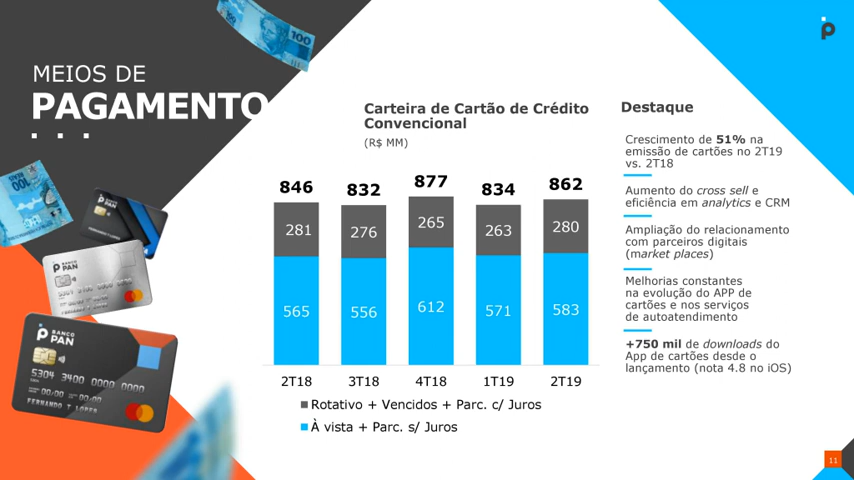 MEIOS DE
PAGAMENTO
Carteira de Cartão de Crédito
Convencional
(R$ MM)
846
832
877
834
862
281
276
265
263
280
565
556
612
571
583
2T18
3T18
4T18
1T19
2T19
Rotativo + Vencidos + Parc. c/ Juros
À vista + Parc. s/ Juros
Destaque
Crescimento de 51% na
emissão de cartões no 2T19
vs. 2T18
Aumento do cross sell e
eficiência em analytics e CRM
Ampliação do relacionamento
com parceiros digitais
(market places)
Melhorias constantes
na evolução do APP de
cartões e nos serviços
de autoatendimento
+750 mil de downloads do
App de cartões desde o
lançamento (nota 4.8 no iOS)
100
100
BANCO
PAN
BANCO
PAN
5304 3400 0000 0000
FERNANDO T LOPES
11